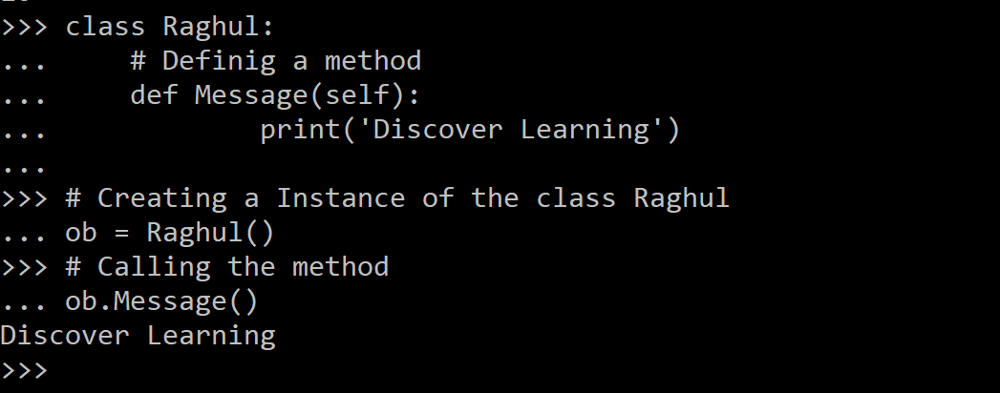 >>> class Raghul:
...     # Definig a method
...     def Message(self):
...             print('Discover Learning')
...
>>> # Creating a Instance of the class Raghul
... ob = Raghul()
>>> # Calling the method
... ob.Message()
Discover Learning
>>>